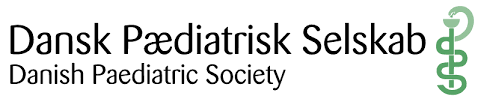 Dansk Pædiatrisk Selskab
Danish Paediatric Society